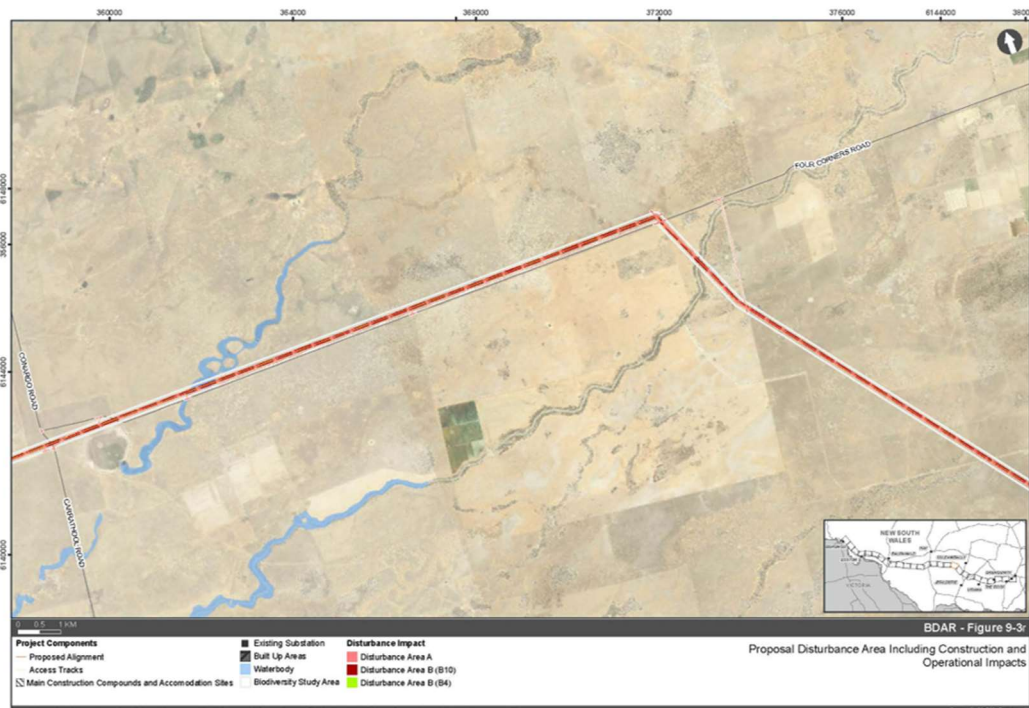 360000
364000
368000
372000
376000
6144000
6148000
356000
6144000
6140000
FOUR CORNERS ROAD
CONARGO ROAD
CARRATHOOL ROAD
NEW SOUTH
WALES
VICTORIA
0 0.5 1 KM
BDAR - Figure 9-3r
Proposal Disturbance Area Including Construction and
Operational Impacts
Project Components
Proposed Alignment
Access Tracks
Main Construction Compounds and Accomodation Sites
Existing Substation
Built Up Areas
Waterbody
Biodiversity Study Area
Disturbance Impact
Disturbance Area A
Disturbance Area B (B10)
Disturbance Area B (B4)